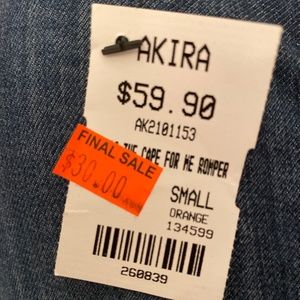 AKIRA
$59.90
AK2101153
THE CAPE FOR ME ROMPER
FINAL SALE
$30.00
SMALL
ORANGE
134599
260839